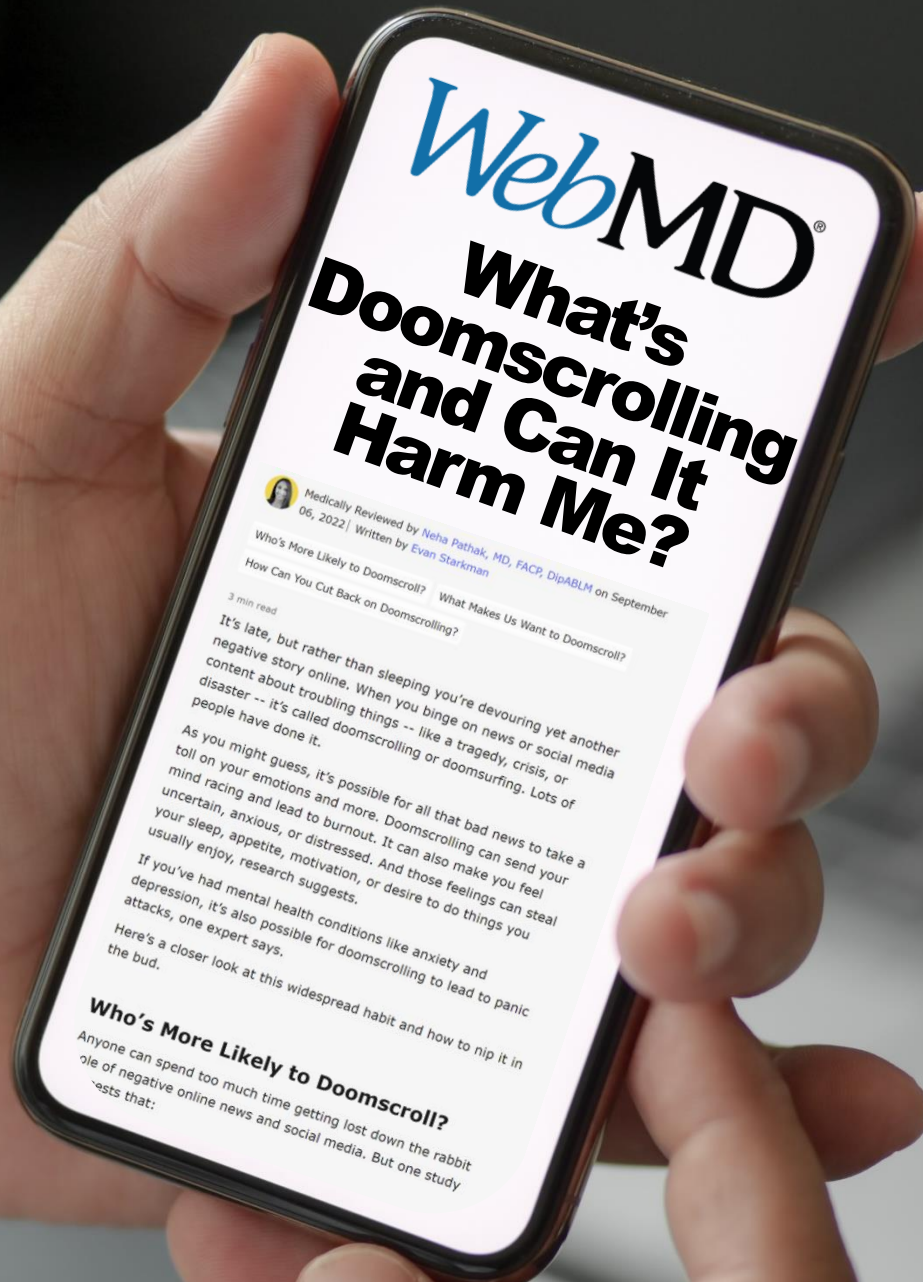 WebMD®
What's
Doomscrolling
and Can It
Harm Me?
Medically Reviewed by Neha Pathak, MD, FACP, DipABLM on September
06, 2022 | Written by Evan Starkman
Who's More Likely to Doomscroll? What Makes Us Want to Doomscroll?
How Can You Cut Back on Doomscrolling?
3 min read
It's late, but rather than sleeping you're devouring yet another
negative story online. When you binge on news or social media
content about troubling things -- like a tragedy, crisis, or
disaster -- it's called doomscrolling or doomsurfing. Lots of
people have done it.
As you might guess, it's possible for all that bad news to take a
toll on your emotions and more. Doomscrolling can send your
mind racing and lead to burnout. It can also make you feel
uncertain, anxious, or distressed. And those feelings can steal
your sleep, appetite, motivation, or desire to do things you
usually enjoy, research suggests.
If you've had mental health conditions like anxiety and
depression, it's also possible for doomscrolling to lead to panic
attacks, one expert says.
Here's a closer look at this widespread habit and how to nip it in
the bud.
Who's More Likely to Doomscroll?
Anyone can spend too much time getting lost down the rabbit
ole of negative online news and social media. But one study
ests that: